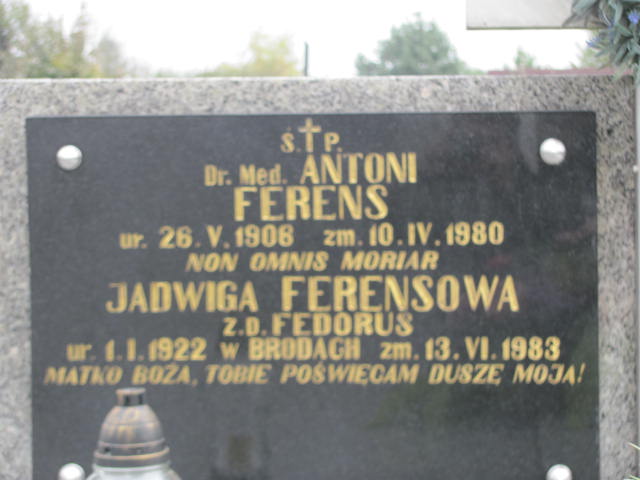 Ś.†P.
Dr. Med. ANTONI
FERENS
ur. 26.V.1906 zm. 10.IV.1980
NON OMNIS MORIAR
JADWIGA FERENSOWA
Z.D. FEDORUS
ur. 1.I.1922 w BRODACH zm. 13.VI.1983
MATKO BOŻA, TOBIE POŚWIĘCAM DUSZĘ MOJĄ!